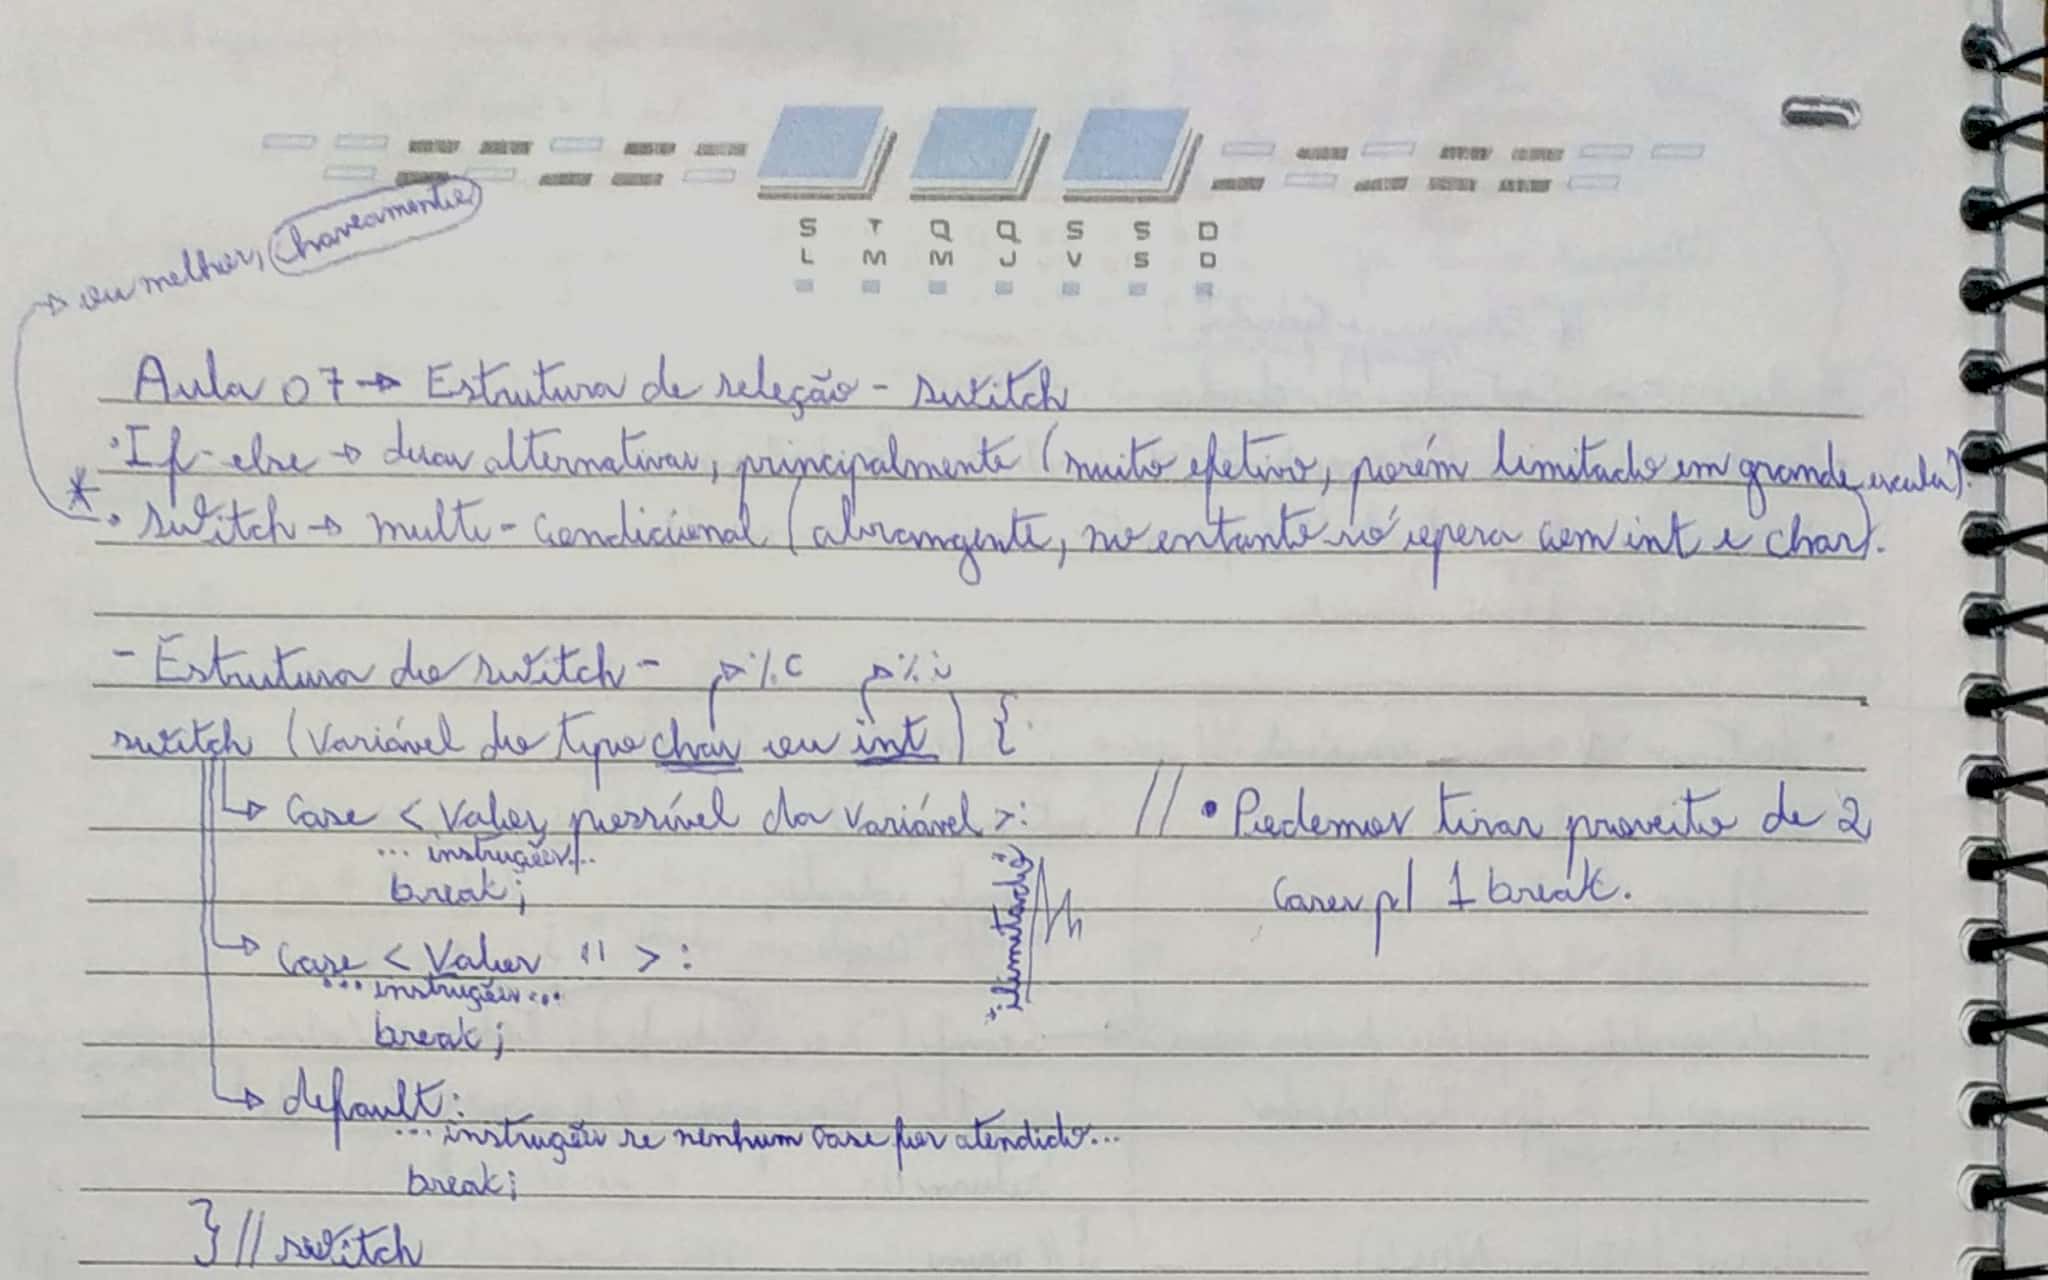 S T Q Q S S D
L M M J V S D
→ ou melhor, chaveamento
Aula 07 → Estrutura de seleção - switch
• If-else → duas alternativas, principalmente (muito efetivo, porém limitado em grande escala).
* • switch → multi-condicional (abrangente, no entanto só opera com int e char).
- Estrutura do switch -
→ %c → %i
switch (variável do tipo char ou int) {
→ case < Valor possível da variável >: // • Podemos tirar proveito de 2
... instruções...
break; cases p/ 1 break.
* ilimitado
→ case < Valor " >:
... instruções ...
break;
→ default:
... instruções se nenhum case for atendido...
break;
} // switch